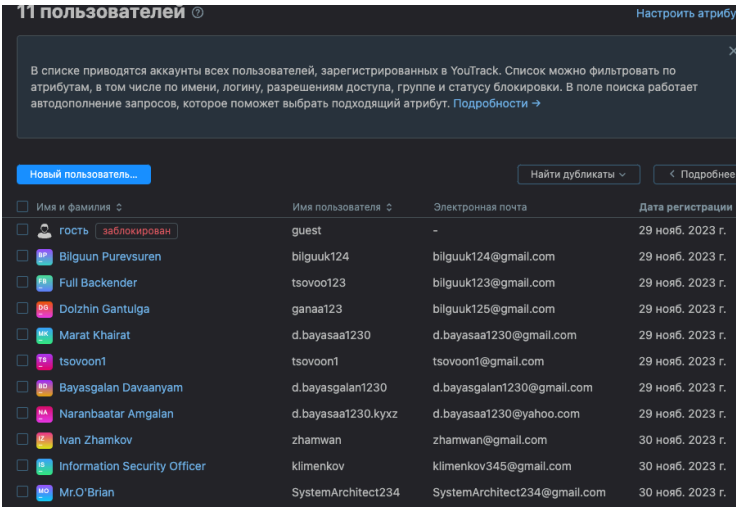 11 пользователей
Настроить атрибу
В списке приводятся аккаунты всех пользователей, зарегистрированных в YouTrack. Список можно фильтровать по
атрибутам, в том числе по имени, логину, разрешениям доступа, группе и статусу блокировки. В поле поиска работает
автодополнение запросов, которое поможет выбрать подходящий атрибут. Подробности →
Новый пользователь... Найти дубликаты < Подробнее
Имя и фамилия Имя пользователя Электронная почта Дата регистрации
гость заблокирован guest - 29 нояб. 2023 г.
BP Bilguun Purevsuren bilguuk124 bilguuk124@gmail.com 29 нояб. 2023 г.
FB Full Backender tsovoo123 bilguuk123@gmail.com 29 нояб. 2023 г.
DG Dolzhin Gantulga ganaa123 bilguuk125@gmail.com 29 нояб. 2023 г.
MK Marat Khairat d.bayasaa1230 d.bayasaa1230@gmail.com 29 нояб. 2023 г.
TS tsovoon1 tsovoon1 tsovoon1@gmail.com 29 нояб. 2023 г.
BD Bayasgalan Davaanyam d.bayasgalan1230 d.bayasgalan1230@gmail.com 29 нояб. 2023 г.
NA Naranbaatar Amgalan d.bayasaa1230.kyxz d.bayasaa1230@yahoo.com 29 нояб. 2023 г.
IZ Ivan Zhamkov zhamwan zhamwan@gmail.com 30 нояб. 2023 г.
IS Information Security Officer klimenkov klimenkov345@gmail.com 30 нояб. 2023 г.
MO Mr.O'Brian SystemArchitect234 SystemArchitect234@gmail.com 30 нояб. 2023 г.